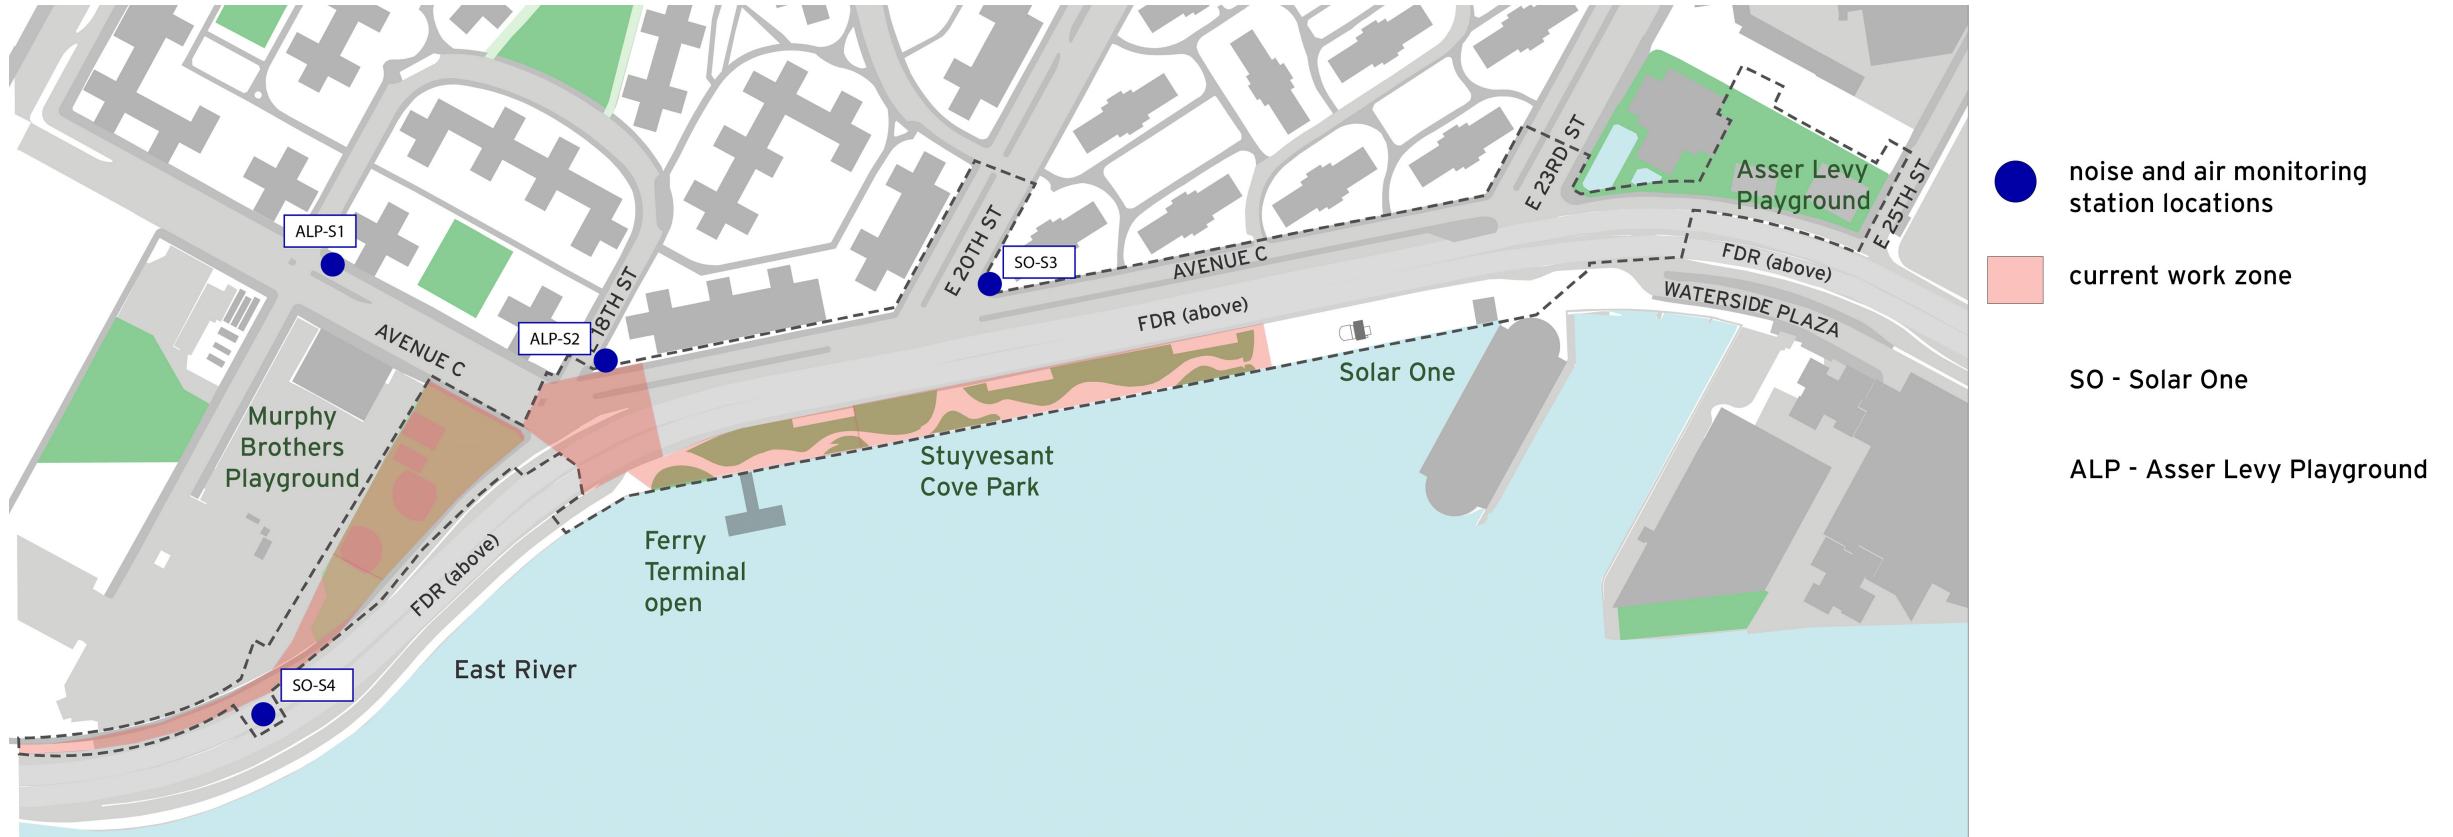 ALP-S1
AVENUE C
ALP-S2
E 18TH ST
E 20TH ST
SO-S3
AVENUE C
FDR (above)
E 23RD ST
Asser Levy
Playground
E 25TH ST
FDR (above)
WATERSIDE PLAZA
Murphy
Brothers
Playground
Solar One
Stuyvesant
Cove Park
Ferry
Terminal
open
FDR (above)
East River
SO-S4
noise and air monitoring
station locations
current work zone
SO - Solar One
ALP - Asser Levy Playground